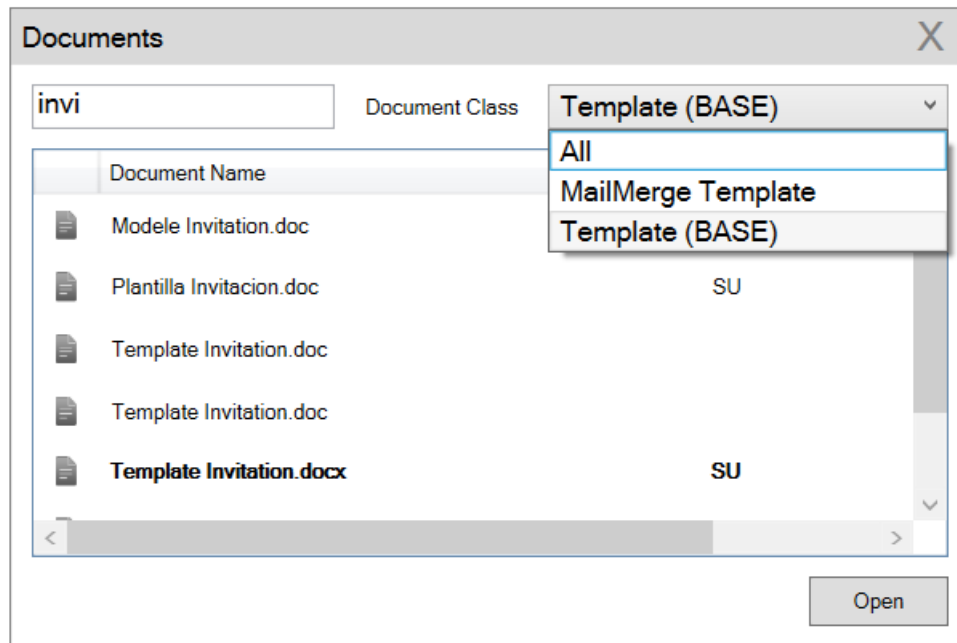 Documents X
invi Document Class Template (BASE)
All
MailMerge Template
Template (BASE)
Document Name
Modele Invitation.doc
Plantilla Invitacion.doc SU
Template Invitation.doc
Template Invitation.doc
Template Invitation.docx SU
Open